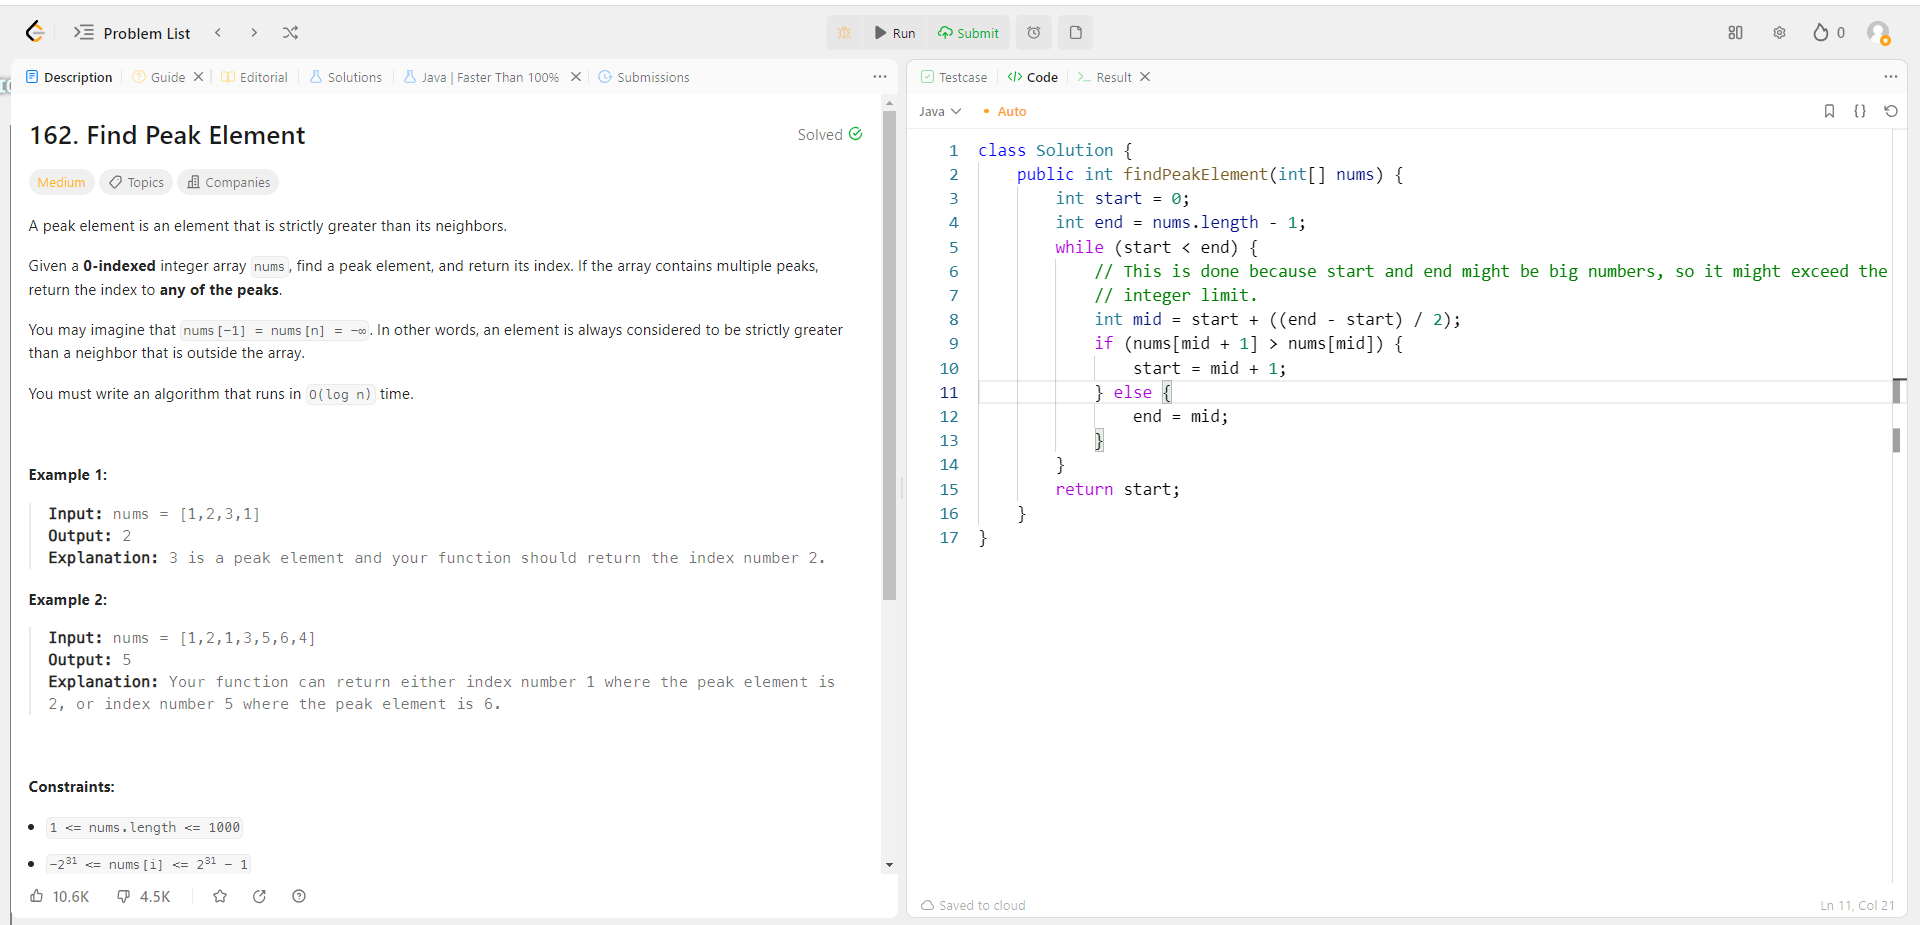 Problem List
Run
Submit
0
Description
Guide
Editorial
Solutions
Java | Faster Than 100%
Submissions
162. Find Peak Element
Solved
Medium
Topics
Companies
A peak element is an element that is strictly greater than its neighbors.
Given a 0-indexed integer array nums, find a peak element, and return its index. If the array contains multiple peaks,
return the index to any of the peaks.
You may imagine that nums[-1] = nums[n] = -∞. In other words, an element is always considered to be strictly greater
than a neighbor that is outside the array.
You must write an algorithm that runs in O(log n) time.
Example 1:
Input: nums = [1,2,3,1]
Output: 2
Explanation: 3 is a peak element and your function should return the index number 2.
Example 2:
Input: nums = [1,2,1,3,5,6,4]
Output: 5
Explanation: Your function can return either index number 1 where the peak element is
2, or index number 5 where the peak element is 6.
Constraints:
1 <= nums.length <= 1000
-2³¹ <= nums[i] <= 2³¹ - 1
10.6K
4.5K
Testcase
</> Code
>_ Result
Java
Auto
{}
1 class Solution {
2     public int findPeakElement(int[] nums) {
3         int start = 0;
4         int end = nums.length - 1;
5         while (start < end) {
6             // This is done because start and end might be big numbers, so it might exceed the
7             // integer limit.
8             int mid = start + ((end - start) / 2);
9             if (nums[mid + 1] > nums[mid]) {
10                 start = mid + 1;
11             } else {
12                 end = mid;
13             }
14         }
15         return start;
16     }
17 }
Saved to cloud
Ln 11, Col 21